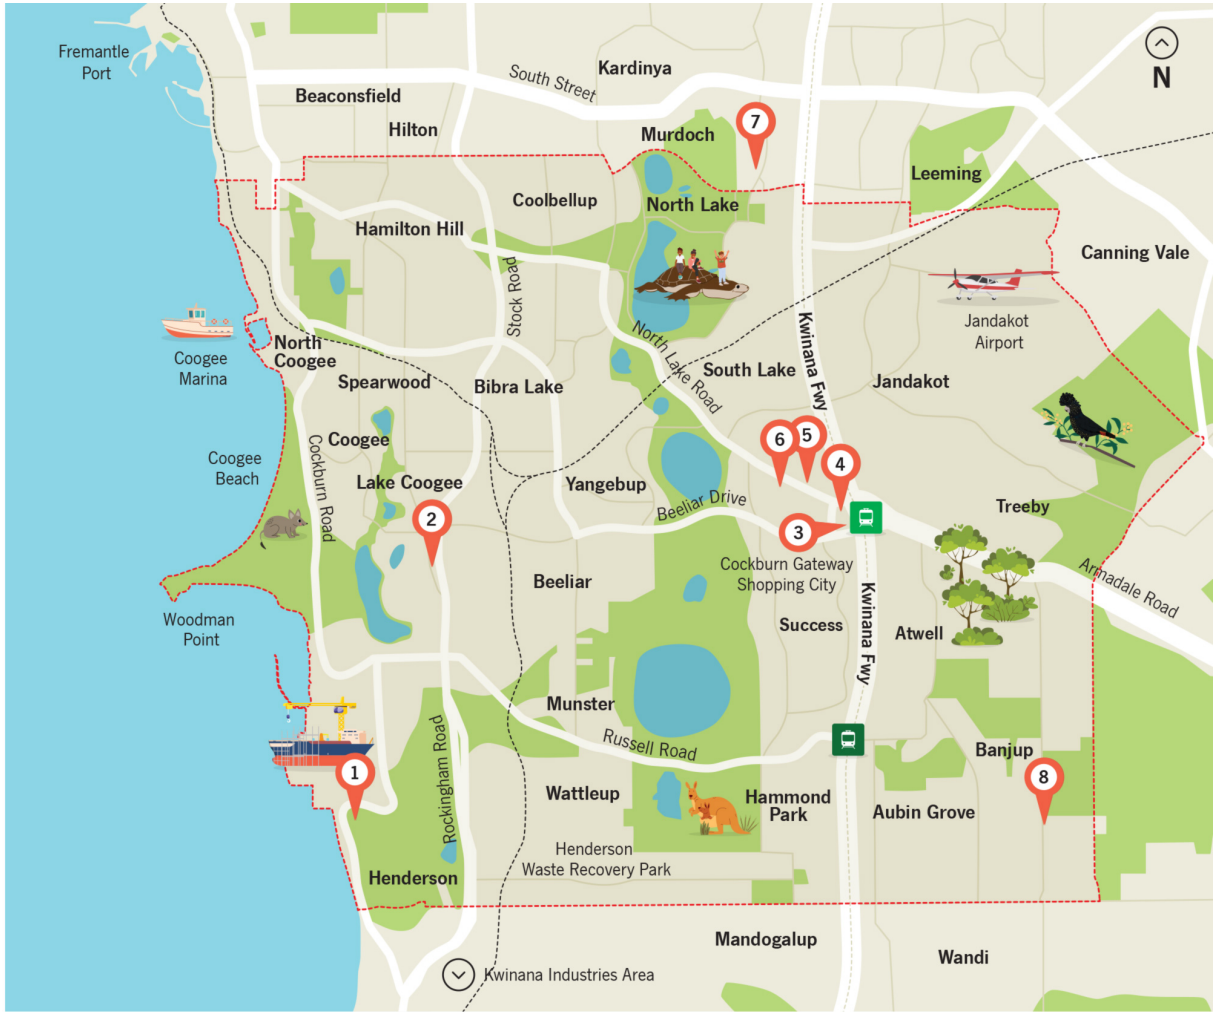 Fremantle
Port
South Street
Kardinya
N
Beaconsfield
Hilton
Murdoch
7
Leeming
Coolbellup
North Lake
Hamilton Hill
Canning Vale
Stock Road
Jandakot
Airport
Coogee
Marina
North
Coogee
Spearwood
Bibra Lake
North Lake Road
South Lake
Kwinana Fwy
Jandakot
Coogee
Cockburn Road
Coogee
Beach
Lake Coogee
2
Yangebup
Beeliar Drive
6
5
4
3
Cockburn Gateway
Shopping City
Treeby
Armadale Road
Beeliar
Woodman
Point
Success
Kwinana Fwy
Atwell
Munster
Russell Road
Rockingham Road
1
Banjup
8
Wattleup
Hammond
Park
Aubin Grove
Henderson
Waste Recovery Park
Henderson
Mandogalup
Wandi
Kwinana Industries Area